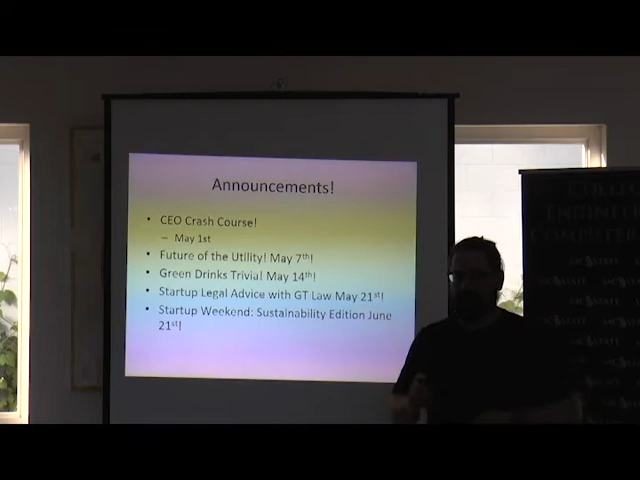 Announcements!
• CEO Crash Course!
– May 1st
• Future of the Utility! May 7th!
• Green Drinks Trivia! May 14th!
• Startup Legal Advice with GT Law May 21st!
• Startup Weekend: Sustainability Edition June
21st!